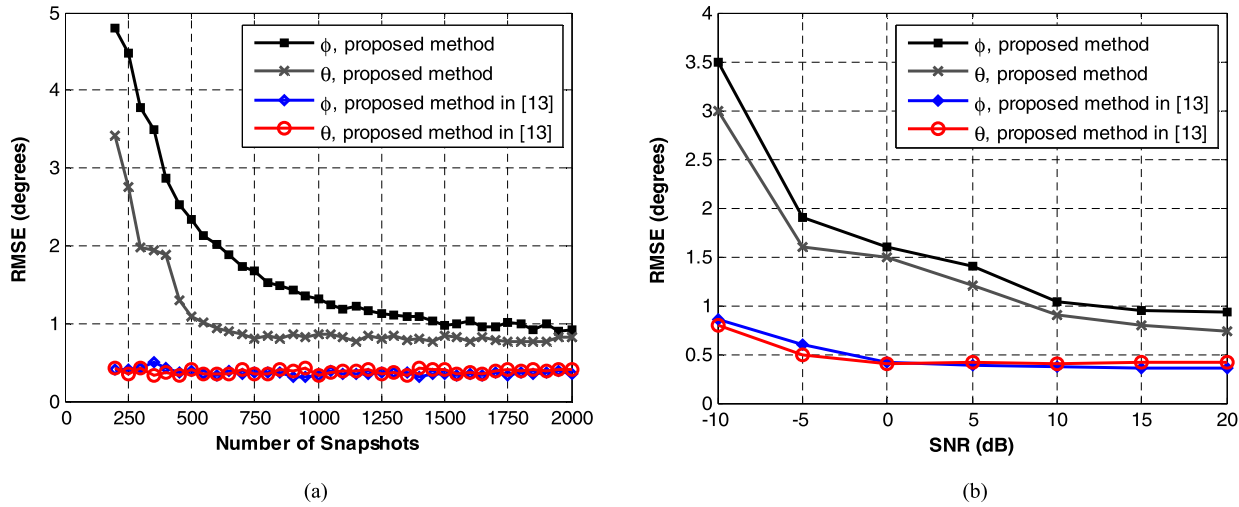 5
4
3
2
1
0
0
250
500
750
1000
1250
1500
1750
2000
RMSE (degrees)
Number of Snapshots
ϕ, proposed method
θ, proposed method
ϕ, proposed method in [13]
θ, proposed method in [13]
(a)
4
3.5
3
2.5
2
1.5
1
0.5
0
-10
-5
0
5
10
15
20
RMSE (degrees)
SNR (dB)
ϕ, proposed method
θ, proposed method
ϕ, proposed method in [13]
θ, proposed method in [13]
(b)